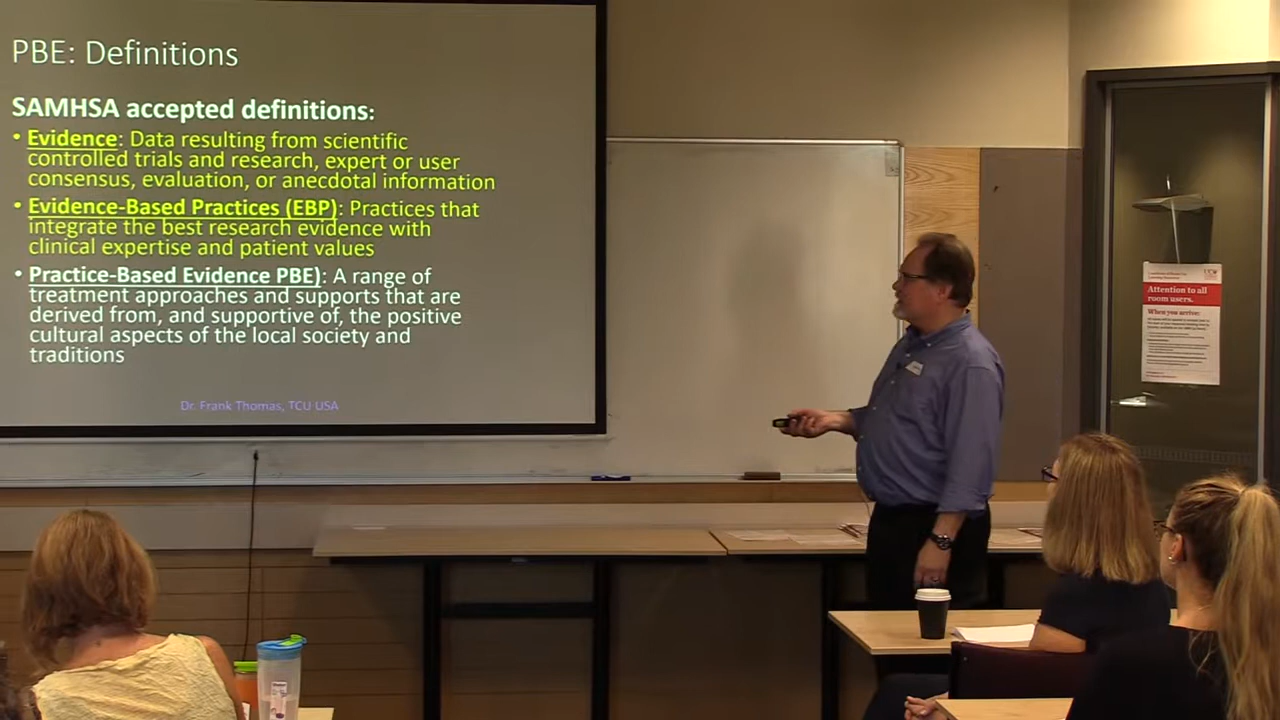 PBE: Definitions
SAMHSA accepted definitions:
• Evidence: Data resulting from scientific
controlled trials and research, expert or user
consensus, evaluation, or anecdotal information
• Evidence-Based Practices (EBP): Practices that
integrate the best research evidence with
clinical expertise and patient values
• Practice-Based Evidence PBE): A range of
treatment approaches and supports that are
derived from, and supportive of, the positive
cultural aspects of the local society and
traditions
Dr. Frank Thomas, TCU USA
Attention to all
room users.
When you arrive: